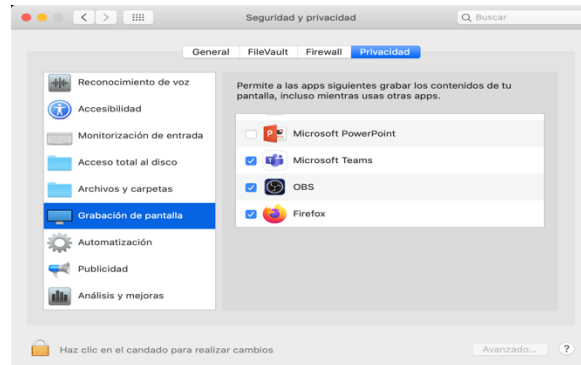 Seguridad y privacidad
Buscar
General FileVault Firewall Privacidad
Reconocimiento de voz
Accesibilidad
Monitorización de entrada
Acceso total al disco
Archivos y carpetas
Grabación de pantalla
Automatización
Publicidad
Análisis y mejoras
Permite a las apps siguientes grabar los contenidos de tu
pantalla, incluso mientras usas otras apps.
Microsoft PowerPoint
Microsoft Teams
OBS
Firefox
Haz clic en el candado para realizar cambios
Avanzado... ?